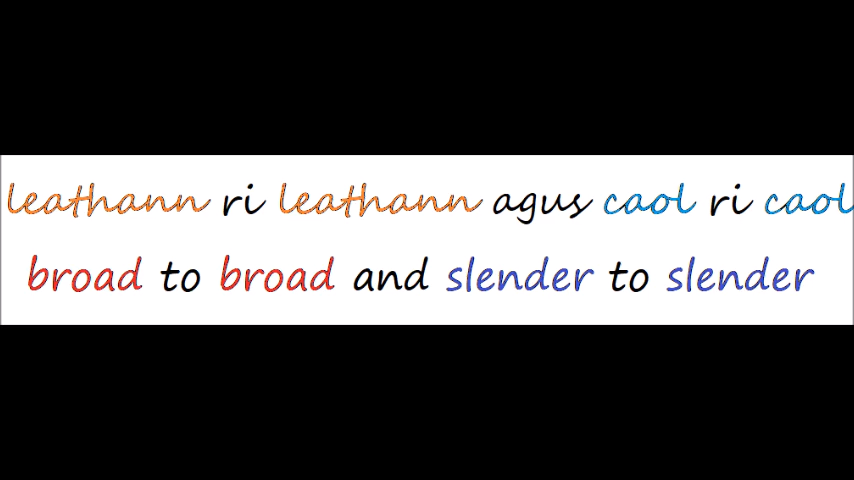 leathann ri leathann agus caol ri caol
broad to broad and slender to slender